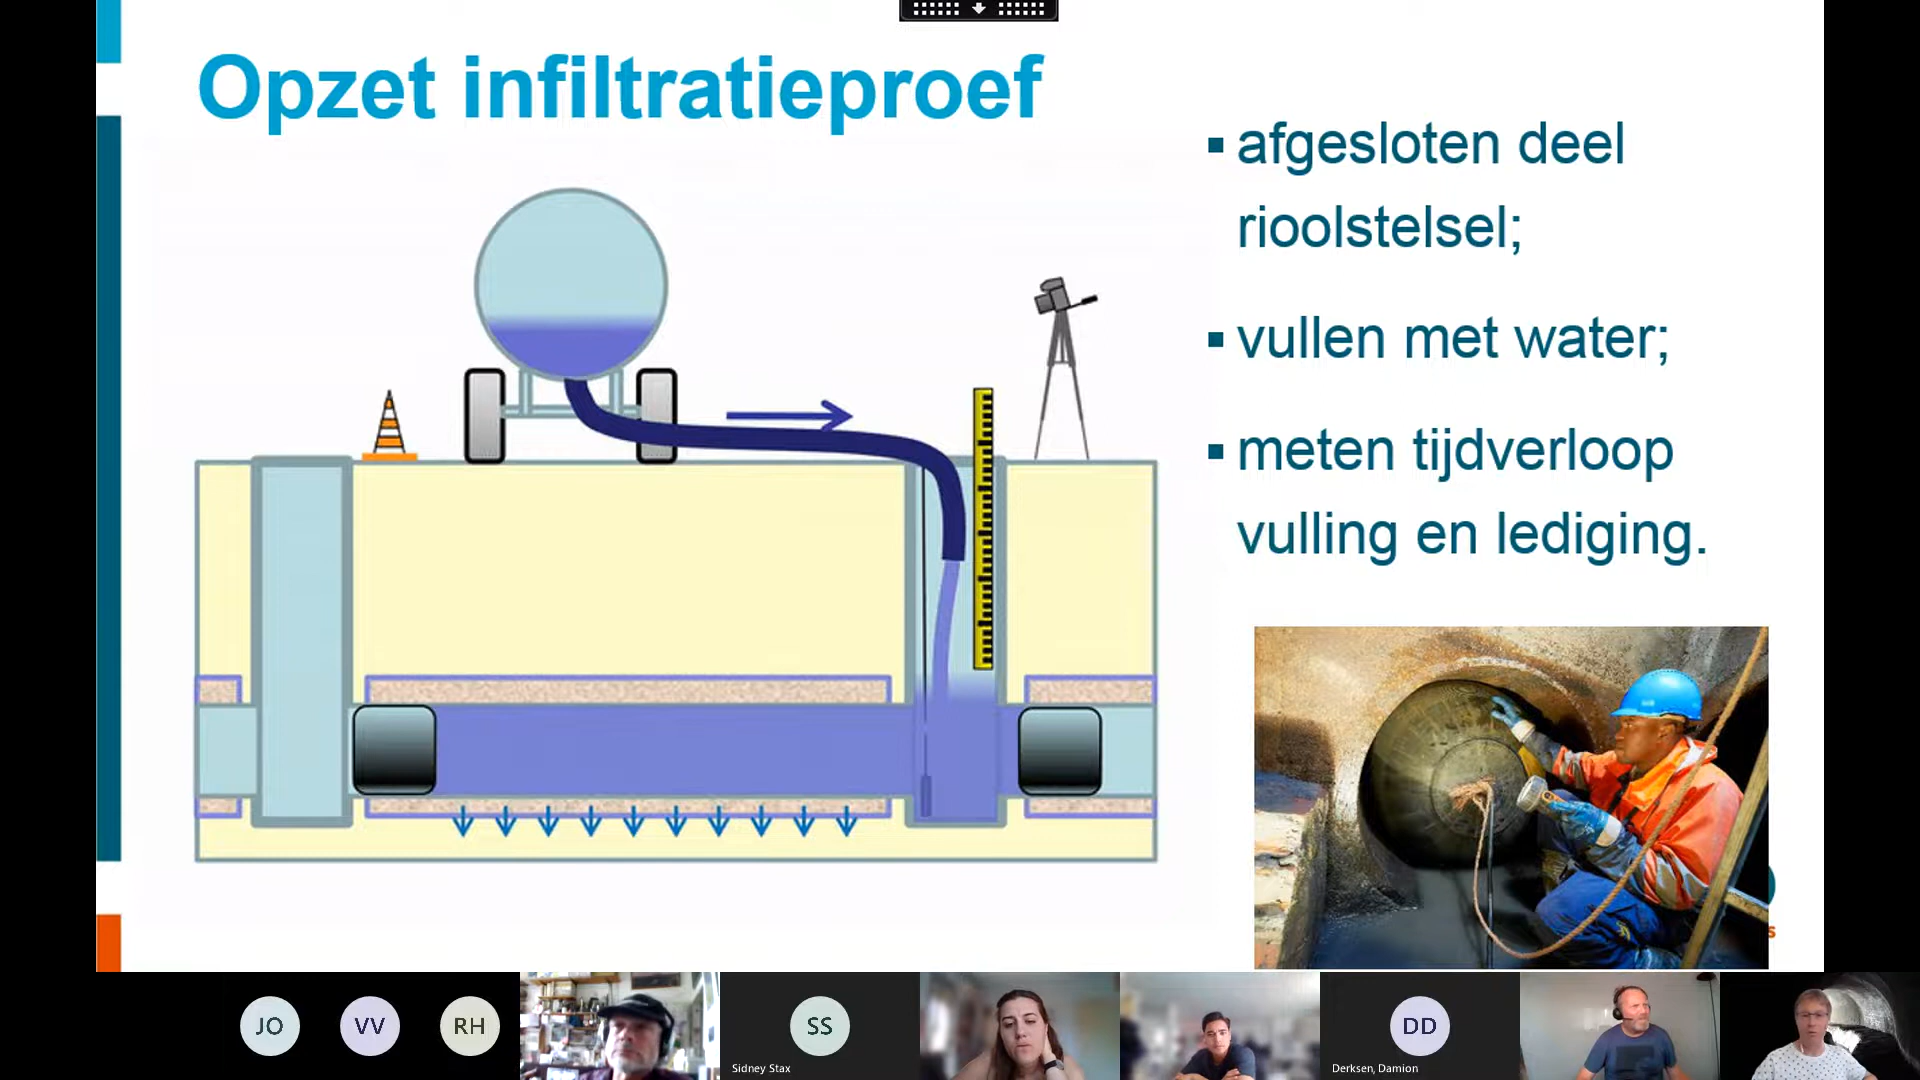 Opzet infiltratieproef
▪ afgesloten deel
rioolstelsel;
▪ vullen met water;
▪ meten tijdverloop
vulling en lediging.
s
JO
VV
RH
SS
DD
Sidney Stax
Derksen, Damion